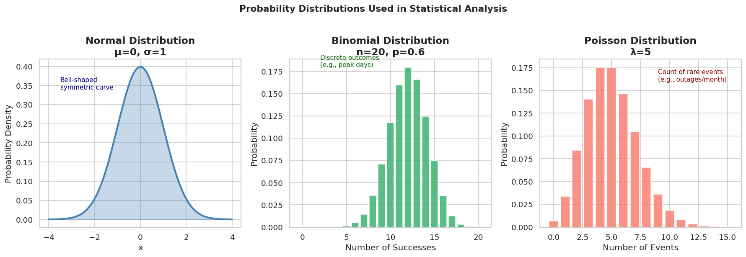 Probability Distributions Used in Statistical Analysis
Normal Distribution
μ=0, σ=1
Bell-shaped
symmetric curve
Probability Density
0.40
0.35
0.30
0.25
0.20
0.15
0.10
0.05
0.00
−4
−2
0
2
4
x
Binomial Distribution
n=20, p=0.6
Discrete outcomes
(e.g., peak days)
Probability
0.175
0.150
0.125
0.100
0.075
0.050
0.025
0.000
0
5
10
15
20
Number of Successes
Poisson Distribution
λ=5
Count of rare events
(e.g., outages/month)
Probability
0.175
0.150
0.125
0.100
0.075
0.050
0.025
0.000
0.0
2.5
5.0
7.5
10.0
12.5
15.0
Number of Events